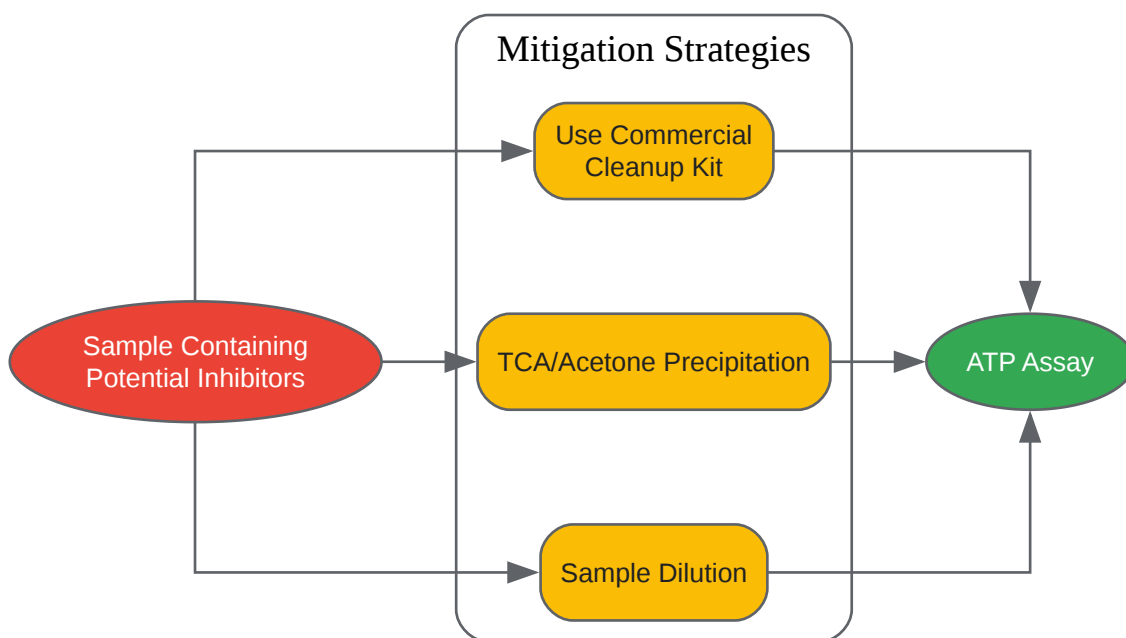 Mitigation Strategies
Use Commercial
Cleanup Kit
Sample Containing
Potential Inhibitors
TCA/Acetone Precipitation
ATP Assay
Sample Dilution